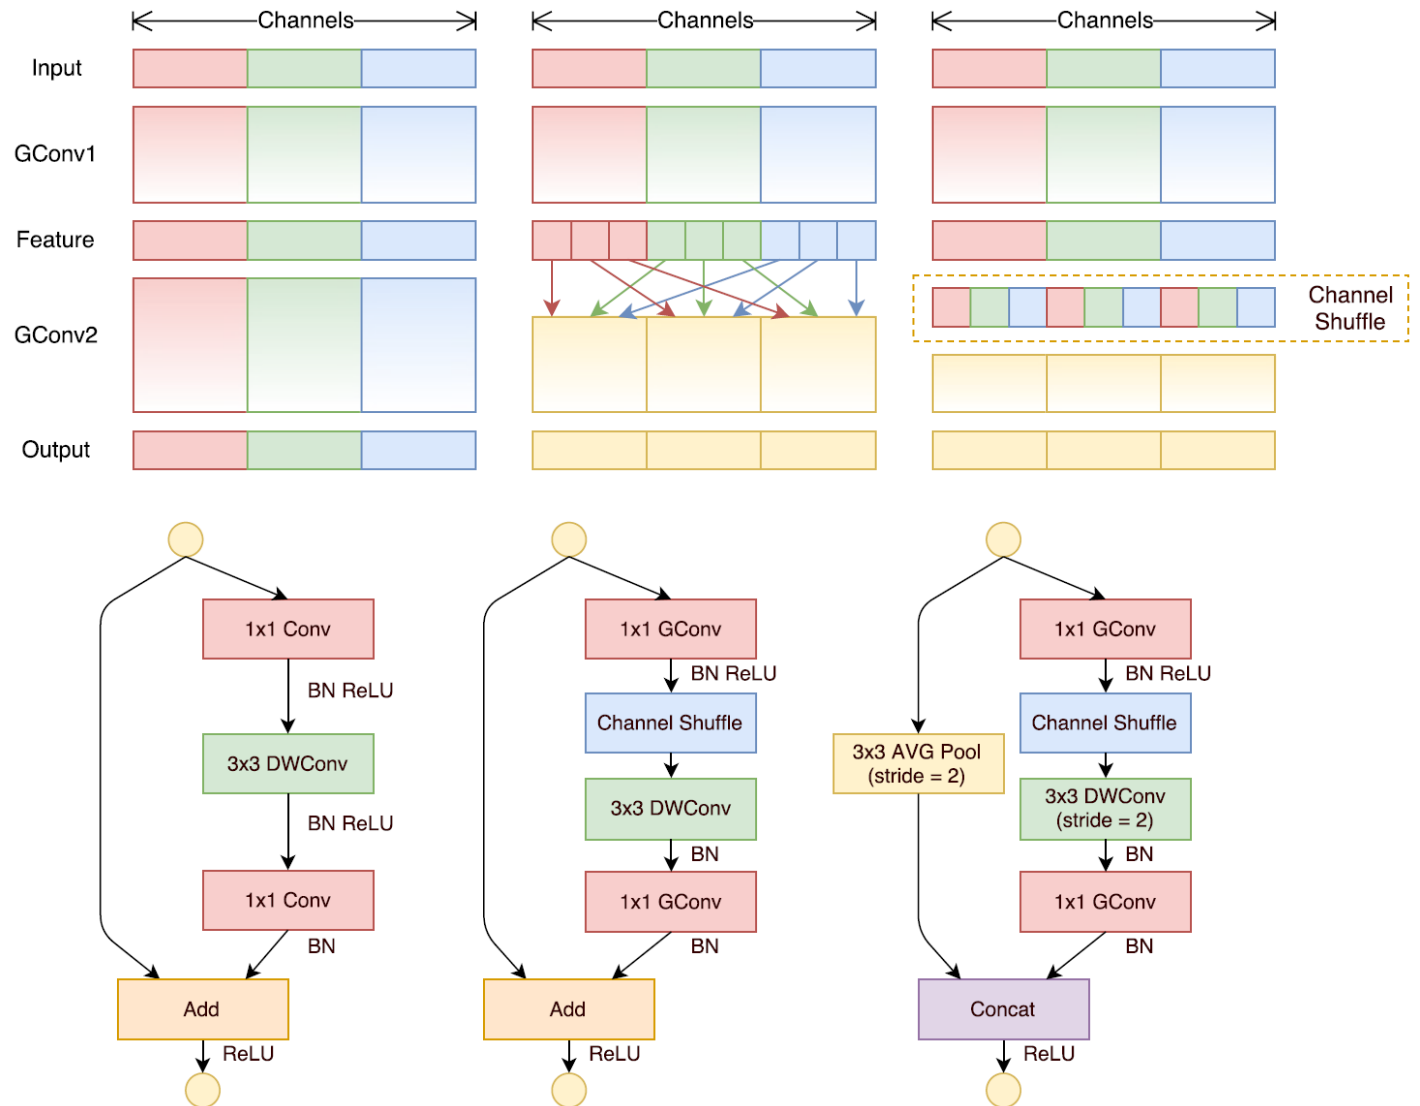 Channels
Channels
Channels
Input
GConv1
Feature
GConv2
Output
Channel
Shuffle
1x1 Conv
BN ReLU
3x3 DWConv
BN ReLU
1x1 Conv
BN
Add
ReLU
1x1 GConv
BN ReLU
Channel Shuffle
3x3 DWConv
BN
1x1 GConv
BN
Add
ReLU
1x1 GConv
BN ReLU
Channel Shuffle
3x3 AVG Pool
(stride = 2)
3x3 DWConv
(stride = 2)
BN
1x1 GConv
BN
Concat
ReLU